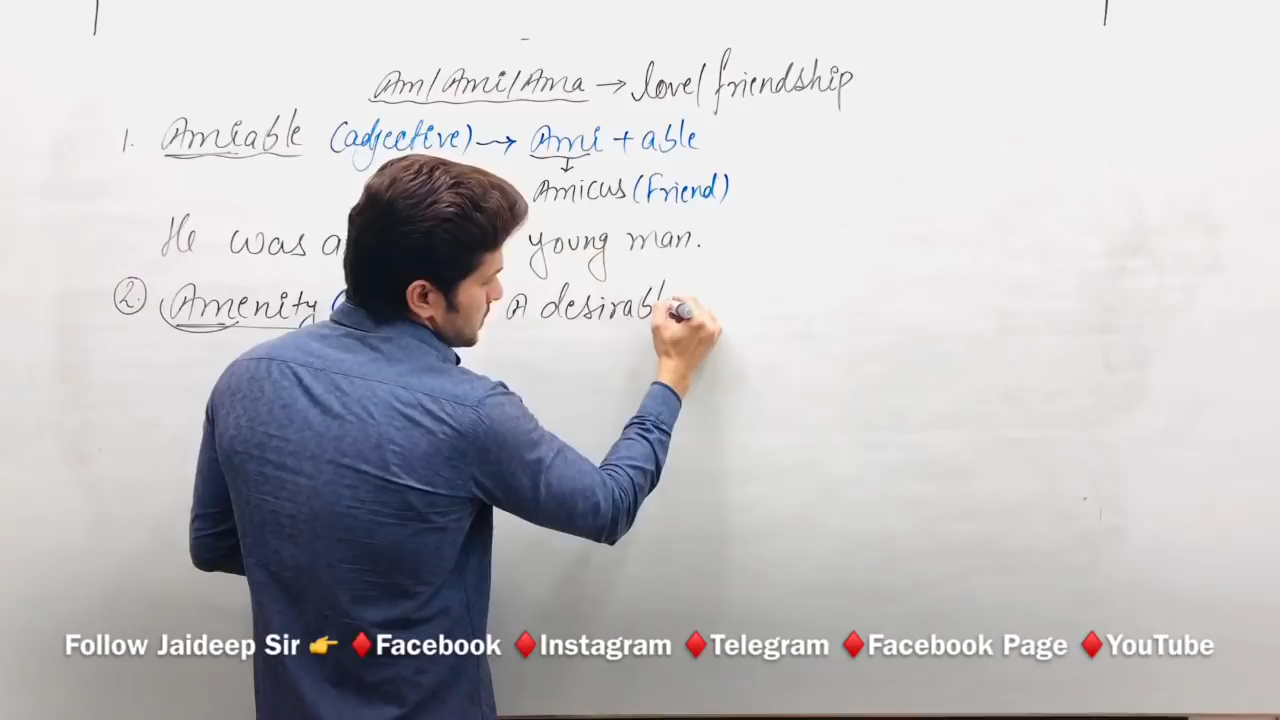 Am/Ami/Ama → love/friendship
1. Amiable (adjective) → Ami + able
↓
Amicus (Friend)
He was a young man.
2. Amenity ( A desirabl
Follow Jaideep Sir 👉 ♦Facebook ♦Instagram ♦Telegram ♦Facebook Page ♦YouTube